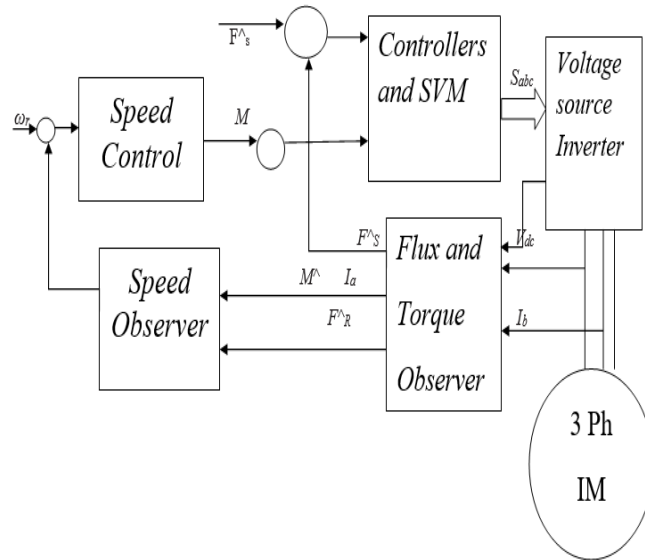 F^s
Controllers
and SVM
Sabc
Voltage
source
Inverter
ωr
Speed
Control
M
F^S
Flux and
Torque
Observer
Vdc
M^ Ia
F^R
Ib
Speed
Observer
3 Ph
IM